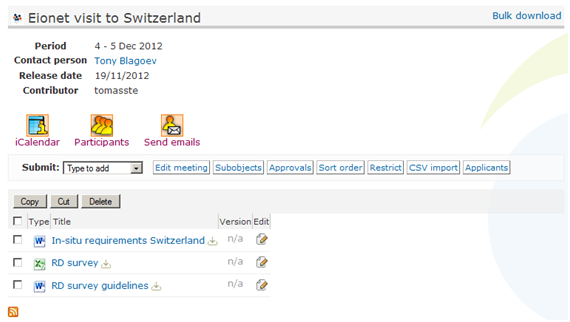 Eionet visit to Switzerland
Bulk download
Period 4 - 5 Dec 2012
Contact person Tony Blagoev
Release date 19/11/2012
Contributor tomasste
iCalendar Participants Send emails
Submit: Type to add Edit meeting Subobjects Approvals Sort order Restrict CSV import Applicants
Copy Cut Delete
Type Title Version Edit
In-situ requirements Switzerland n/a
RD survey n/a
RD survey guidelines n/a